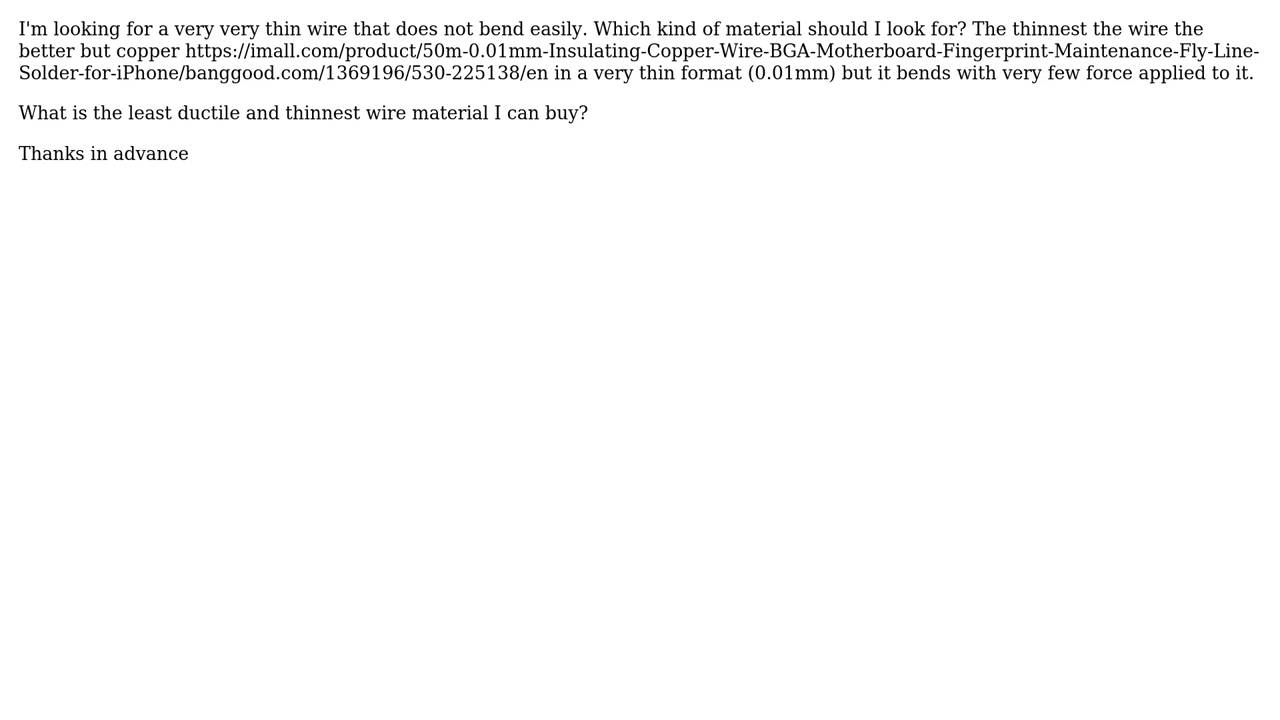 I'm looking for a very very thin wire that does not bend easily. Which kind of material should I look for? The thinnest the wire the
better but copper https://imall.com/product/50m-0.01mm-Insulating-Copper-Wire-BGA-Motherboard-Fingerprint-Maintenance-Fly-Line-
Solder-for-iPhone/banggood.com/1369196/530-225138/en in a very thin format (0.01mm) but it bends with very few force applied to it.
What is the least ductile and thinnest wire material I can buy?
Thanks in advance